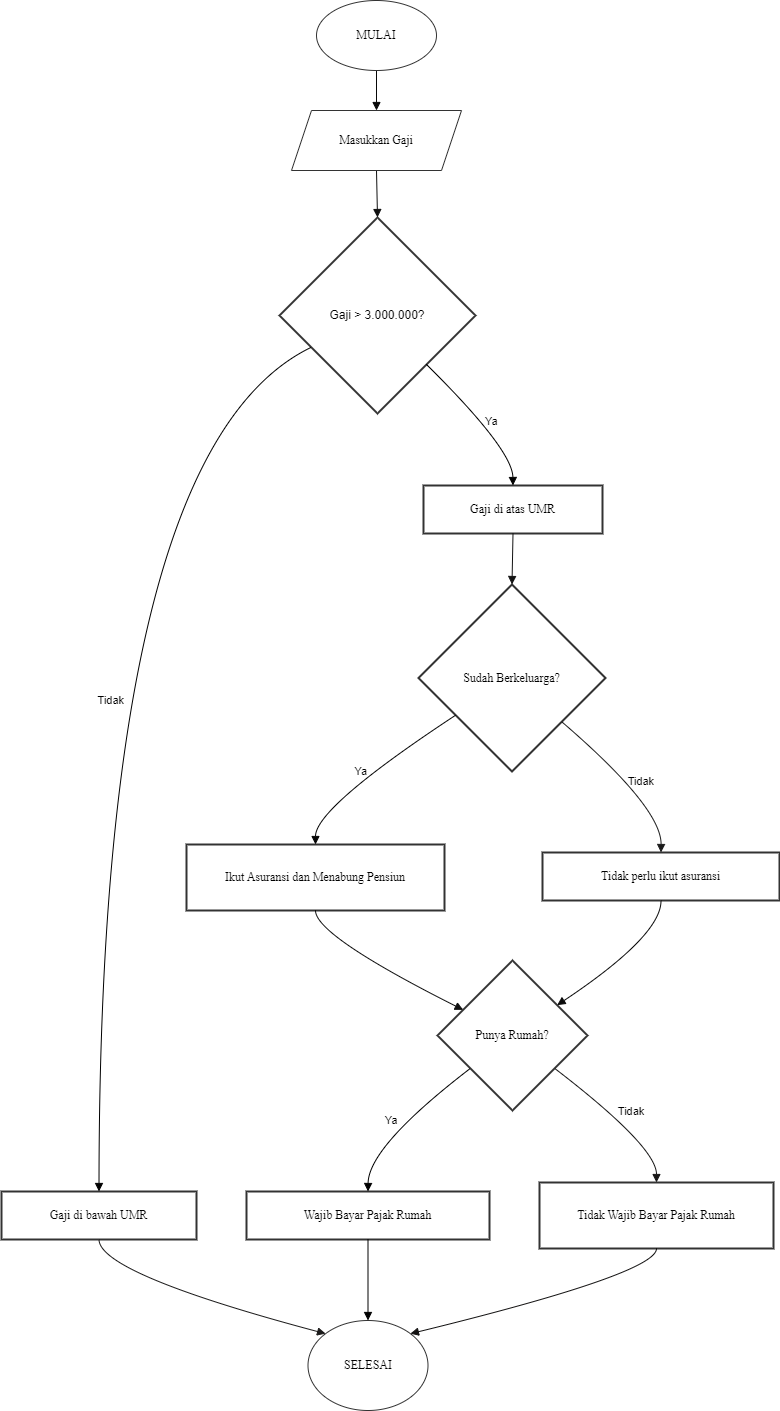 MULAI
Masukkan Gaji
Gaji > 3.000.000?
Ya
Gaji di atas UMR
Sudah Berkeluarga?
Tidak
Ya
Tidak
Ikut Asuransi dan Menabung Pensiun
Tidak perlu ikut asuransi
Punya Rumah?
Ya
Tidak
Gaji di bawah UMR
Wajib Bayar Pajak Rumah
Tidak Wajib Bayar Pajak Rumah
SELESAI